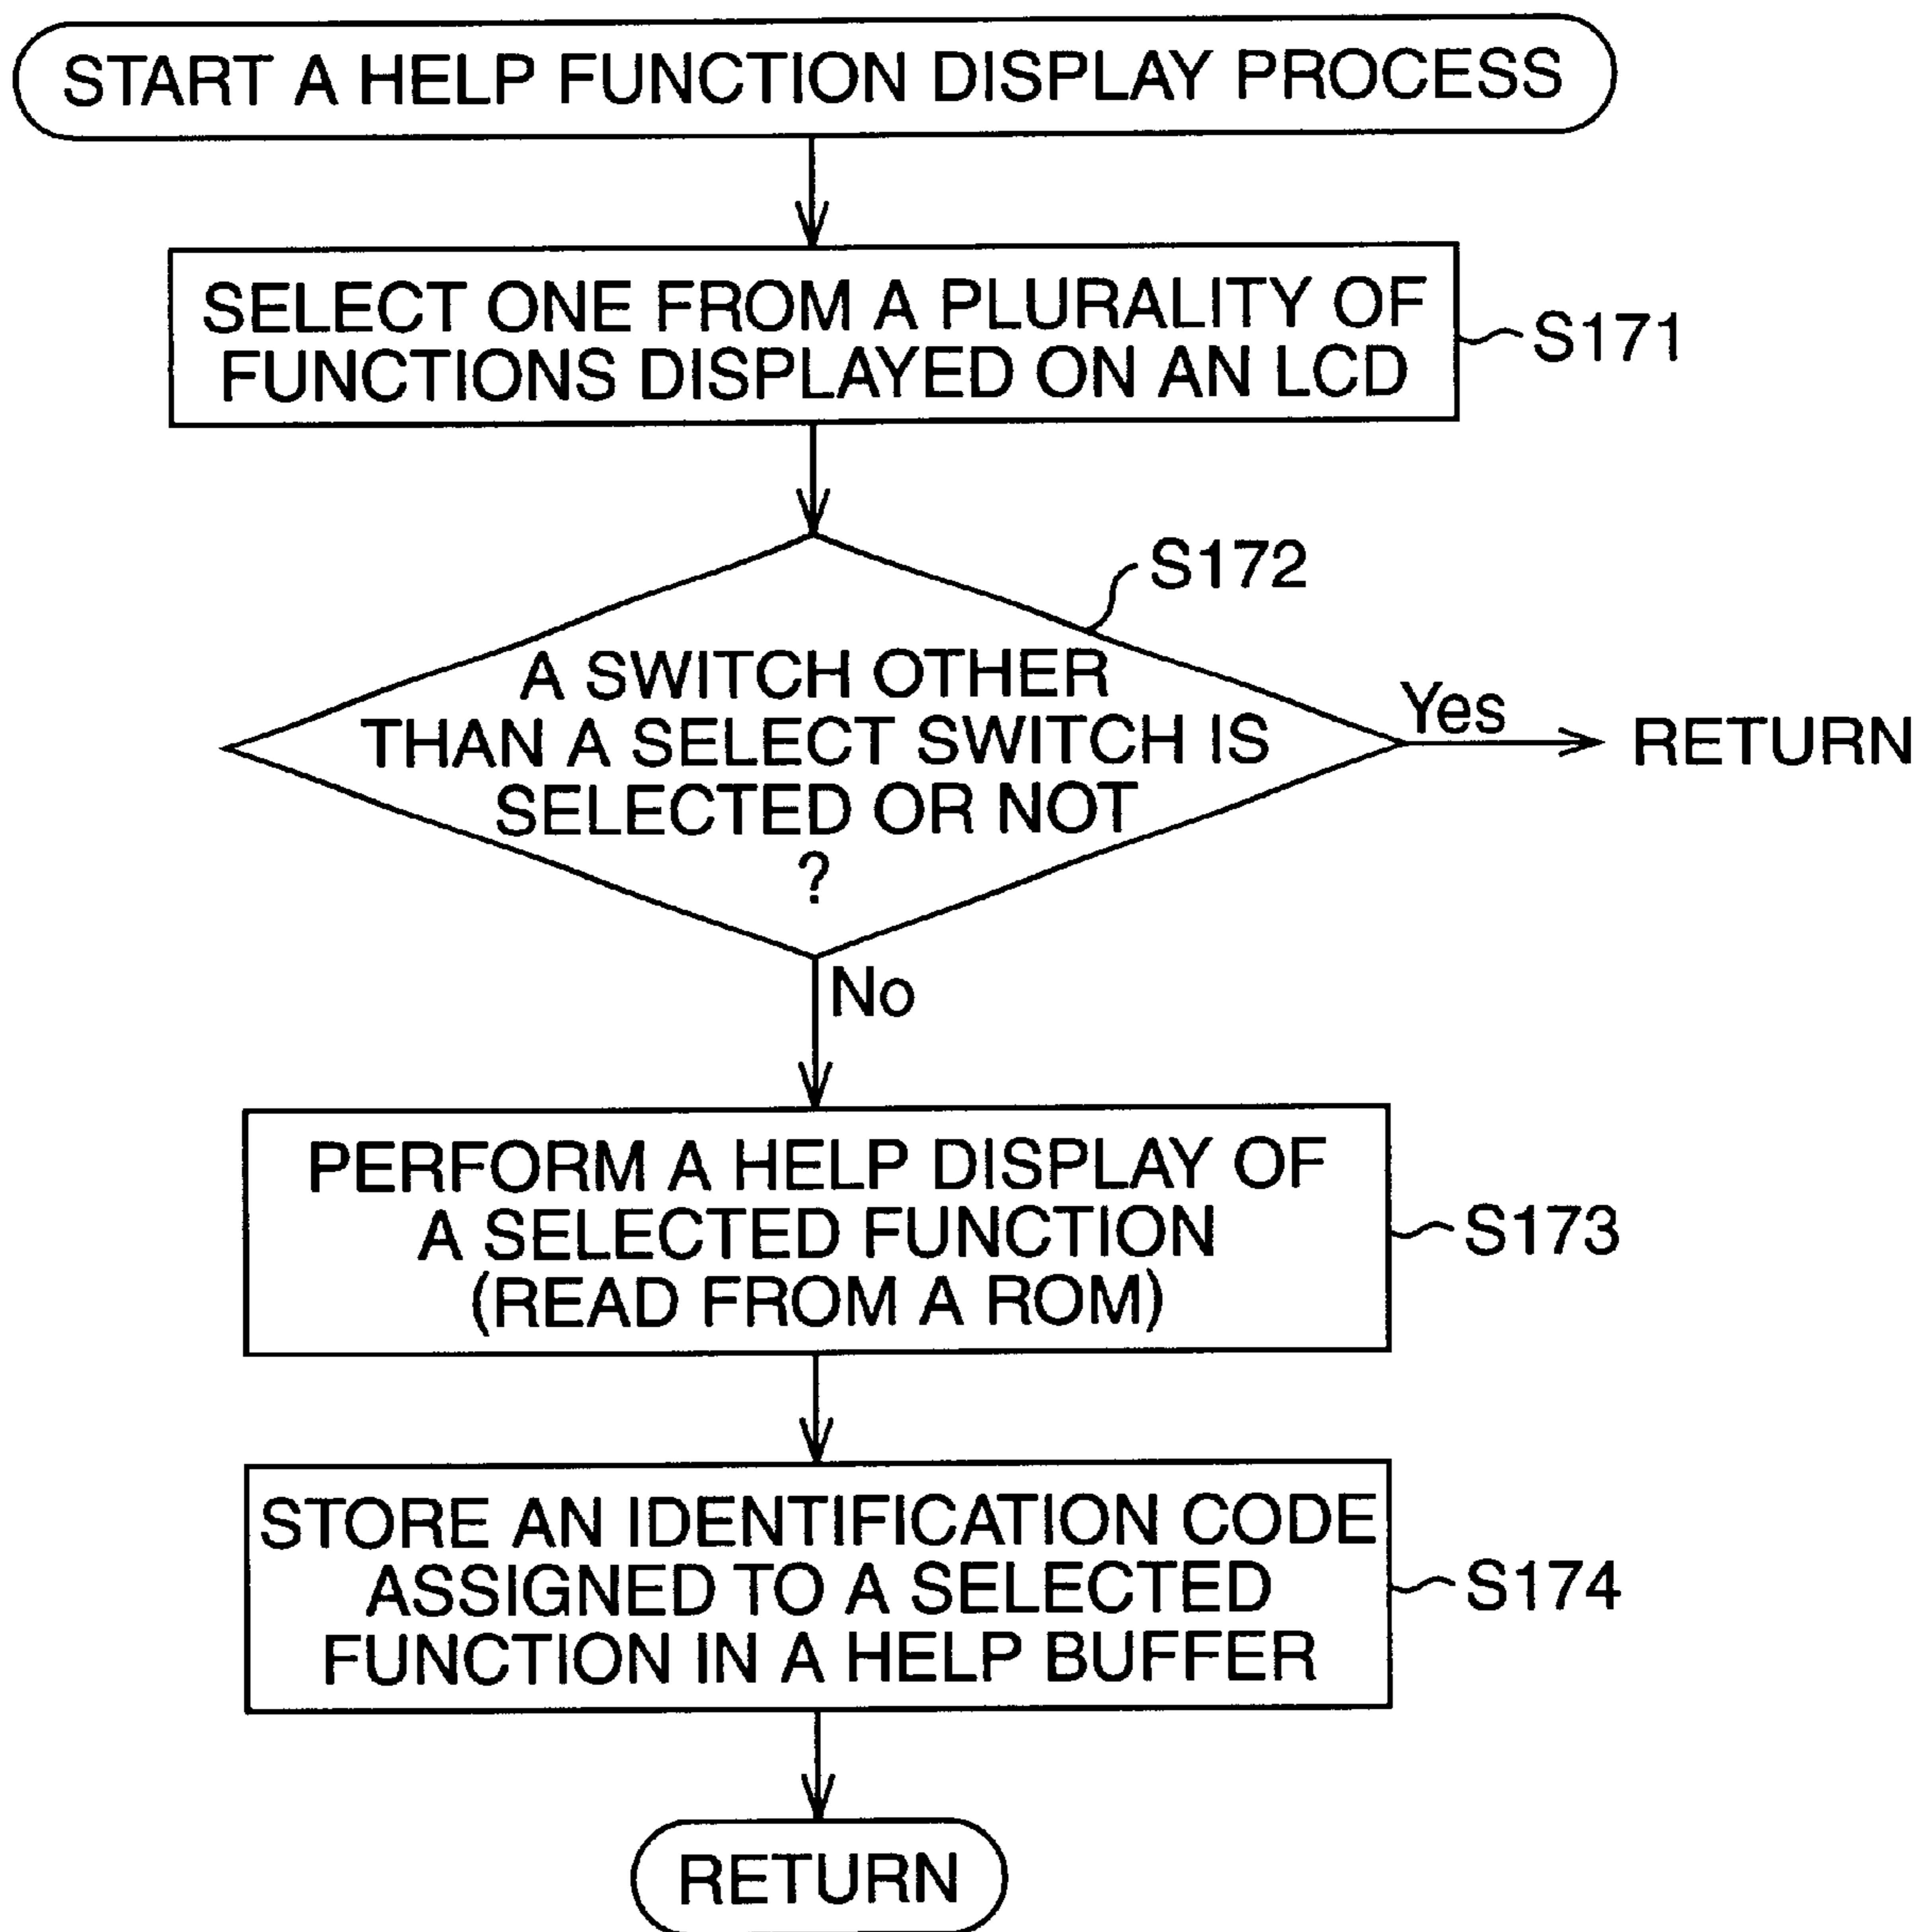 START A HELP FUNCTION DISPLAY PROCESS
SELECT ONE FROM A PLURALITY OF
FUNCTIONS DISPLAYED ON AN LCD
S171
S172
A SWITCH OTHER
THAN A SELECT SWITCH IS
SELECTED OR NOT
?
Yes
RETURN
No
PERFORM A HELP DISPLAY OF
A SELECTED FUNCTION
(READ FROM A ROM)
S173
STORE AN IDENTIFICATION CODE
ASSIGNED TO A SELECTED
FUNCTION IN A HELP BUFFER
S174
RETURN